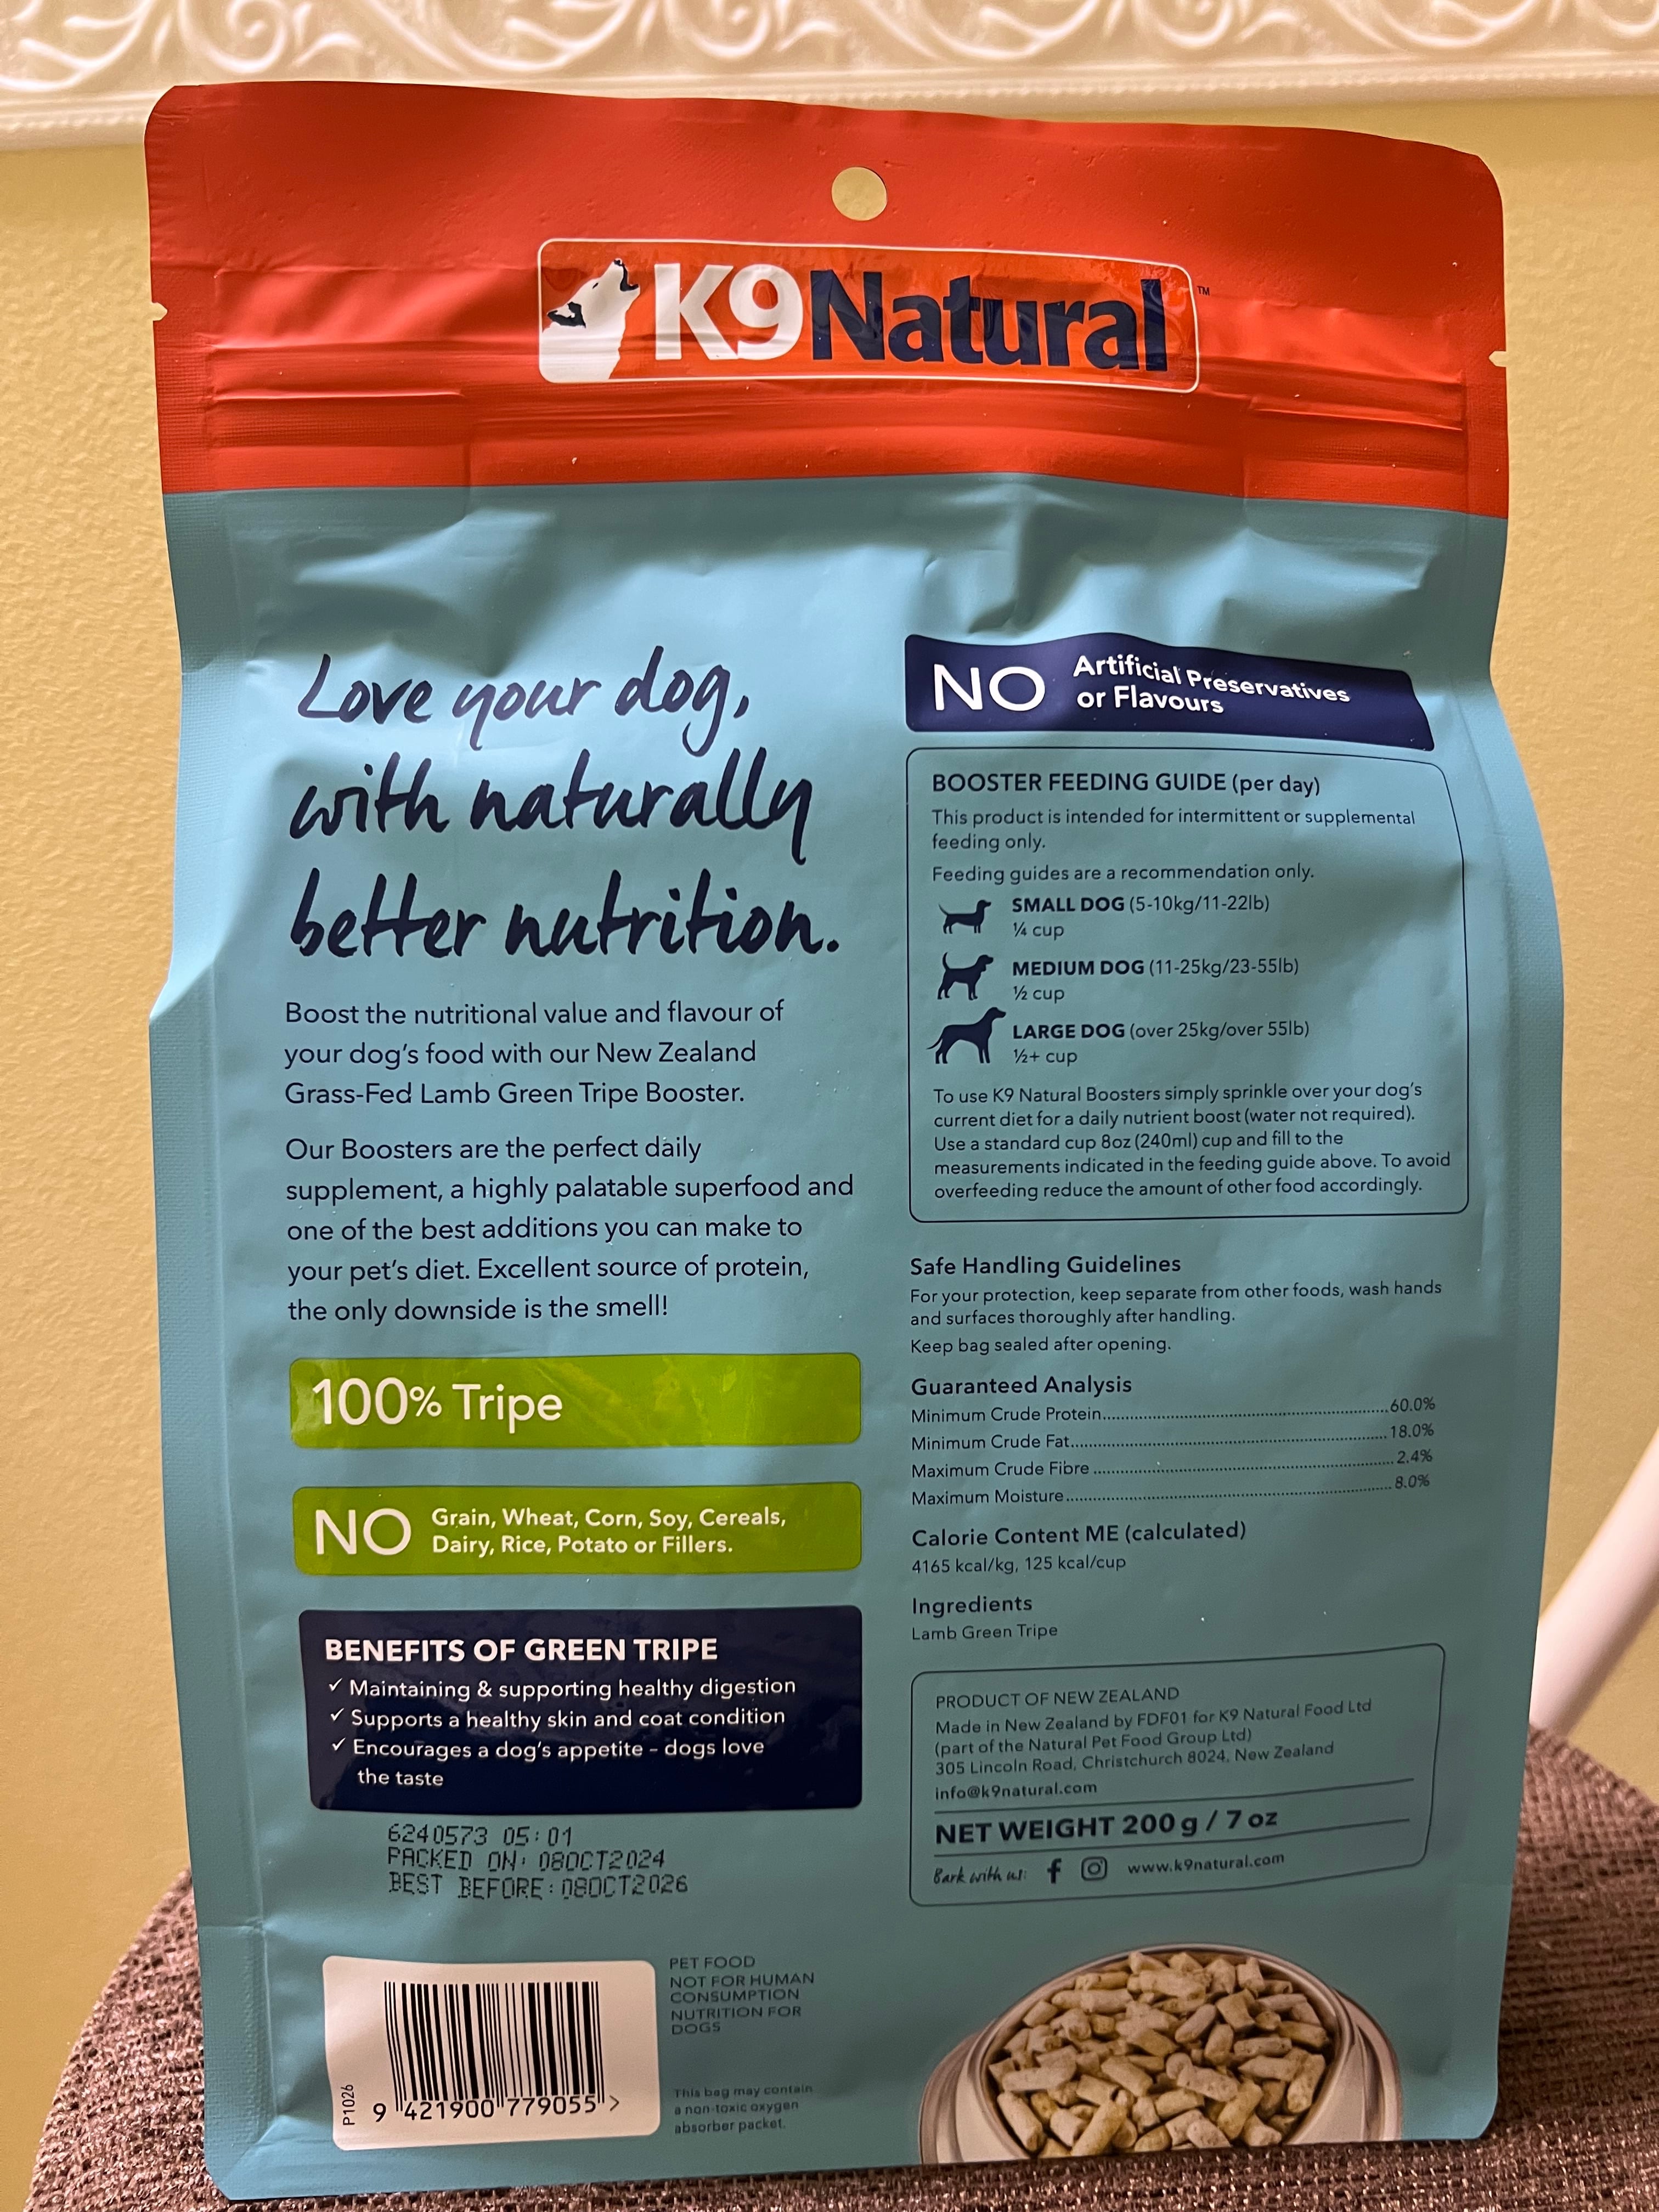 K9Natural™
Love your dog,
with naturally
better nutrition.
Boost the nutritional value and flavour of
your dog's food with our New Zealand
Grass-Fed Lamb Green Tripe Booster.
Our Boosters are the perfect daily
supplement, a highly palatable superfood and
one of the best additions you can make to
your pet's diet. Excellent source of protein,
the only downside is the smell!
100% Tripe
NO Grain, Wheat, Corn, Soy, Cereals,
Dairy, Rice, Potato or Fillers.
BENEFITS OF GREEN TRIPE
✓ Maintaining & supporting healthy digestion
✓ Supports a healthy skin and coat condition
✓ Encourages a dog's appetite – dogs love
the taste
6240573 05:01
PACKED ON: 08OCT2024
BEST BEFORE: 08OCT2026
P1026
9 421900 779055 >
PET FOOD
NOT FOR HUMAN
CONSUMPTION
NUTRITION FOR
DOGS
This bag may contain
a non-toxic oxygen
absorber packet.
NO Artificial Preservatives
or Flavours
BOOSTER FEEDING GUIDE (per day)
This product is intended for intermittent or supplemental
feeding only.
Feeding guides are a recommendation only.
SMALL DOG (5-10kg/11-22lb)
¼ cup
MEDIUM DOG (11-25kg/23-55lb)
½ cup
LARGE DOG (over 25kg/over 55lb)
½+ cup
To use K9 Natural Boosters simply sprinkle over your dog's
current diet for a daily nutrient boost (water not required).
Use a standard cup 8oz (240ml) cup and fill to the
measurements indicated in the feeding guide above. To avoid
overfeeding reduce the amount of other food accordingly.
Safe Handling Guidelines
For your protection, keep separate from other foods, wash hands
and surfaces thoroughly after handling.
Keep bag sealed after opening.
Guaranteed Analysis
Minimum Crude Protein 60.0%
Minimum Crude Fat 18.0%
Maximum Crude Fibre 2.4%
Maximum Moisture 8.0%
Calorie Content ME (calculated)
4165 kcal/kg, 125 kcal/cup
Ingredients
Lamb Green Tripe
PRODUCT OF NEW ZEALAND
Made in New Zealand by FDF01 for K9 Natural Food Ltd
(part of the Natural Pet Food Group Ltd)
305 Lincoln Road, Christchurch 8024, New Zealand
info@k9natural.com
NET WEIGHT 200 g / 7 oz
Bark with us: www.k9natural.com